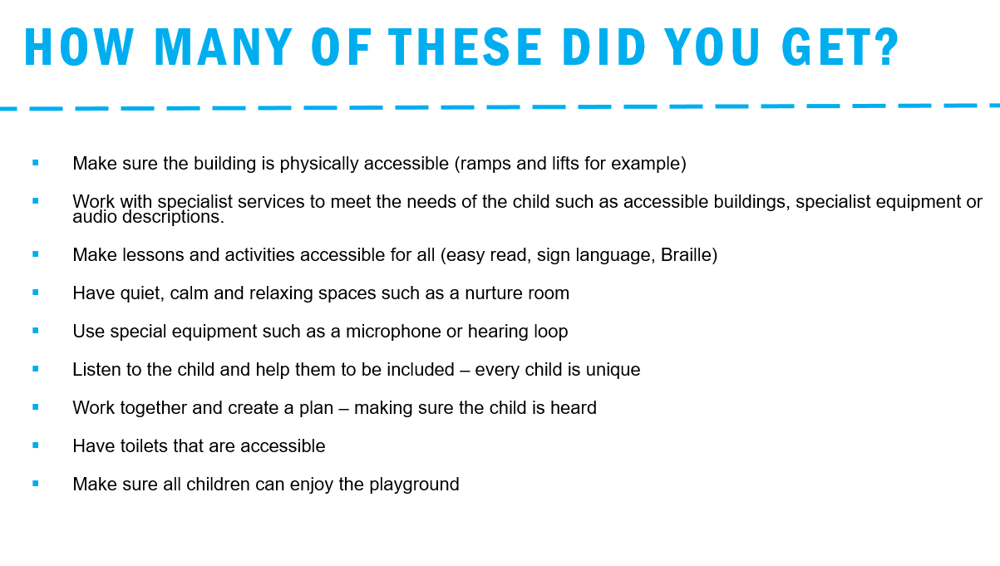 HOW MANY OF THESE DID YOU GET?
▪ Make sure the building is physically accessible (ramps and lifts for example)
▪ Work with specialist services to meet the needs of the child such as accessible buildings, specialist equipment or
audio descriptions.
▪ Make lessons and activities accessible for all (easy read, sign language, Braille)
▪ Have quiet, calm and relaxing spaces such as a nurture room
▪ Use special equipment such as a microphone or hearing loop
▪ Listen to the child and help them to be included – every child is unique
▪ Work together and create a plan – making sure the child is heard
▪ Have toilets that are accessible
▪ Make sure all children can enjoy the playground